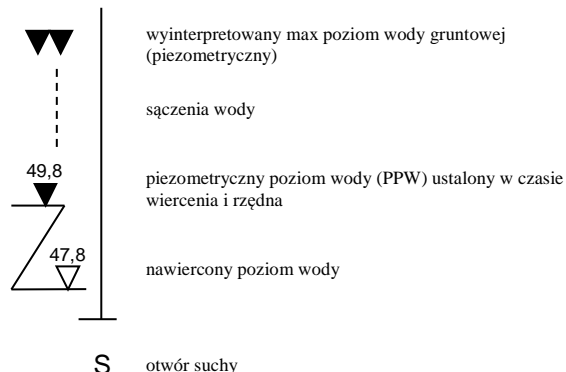 wyinterpretowany max poziom wody gruntowej
(piezometryczny)
sączenia wody
49,8
piezometryczny poziom wody (PPW) ustalony w czasie
wiercenia i rzędna
47,8
nawiercony poziom wody
S otwór suchy